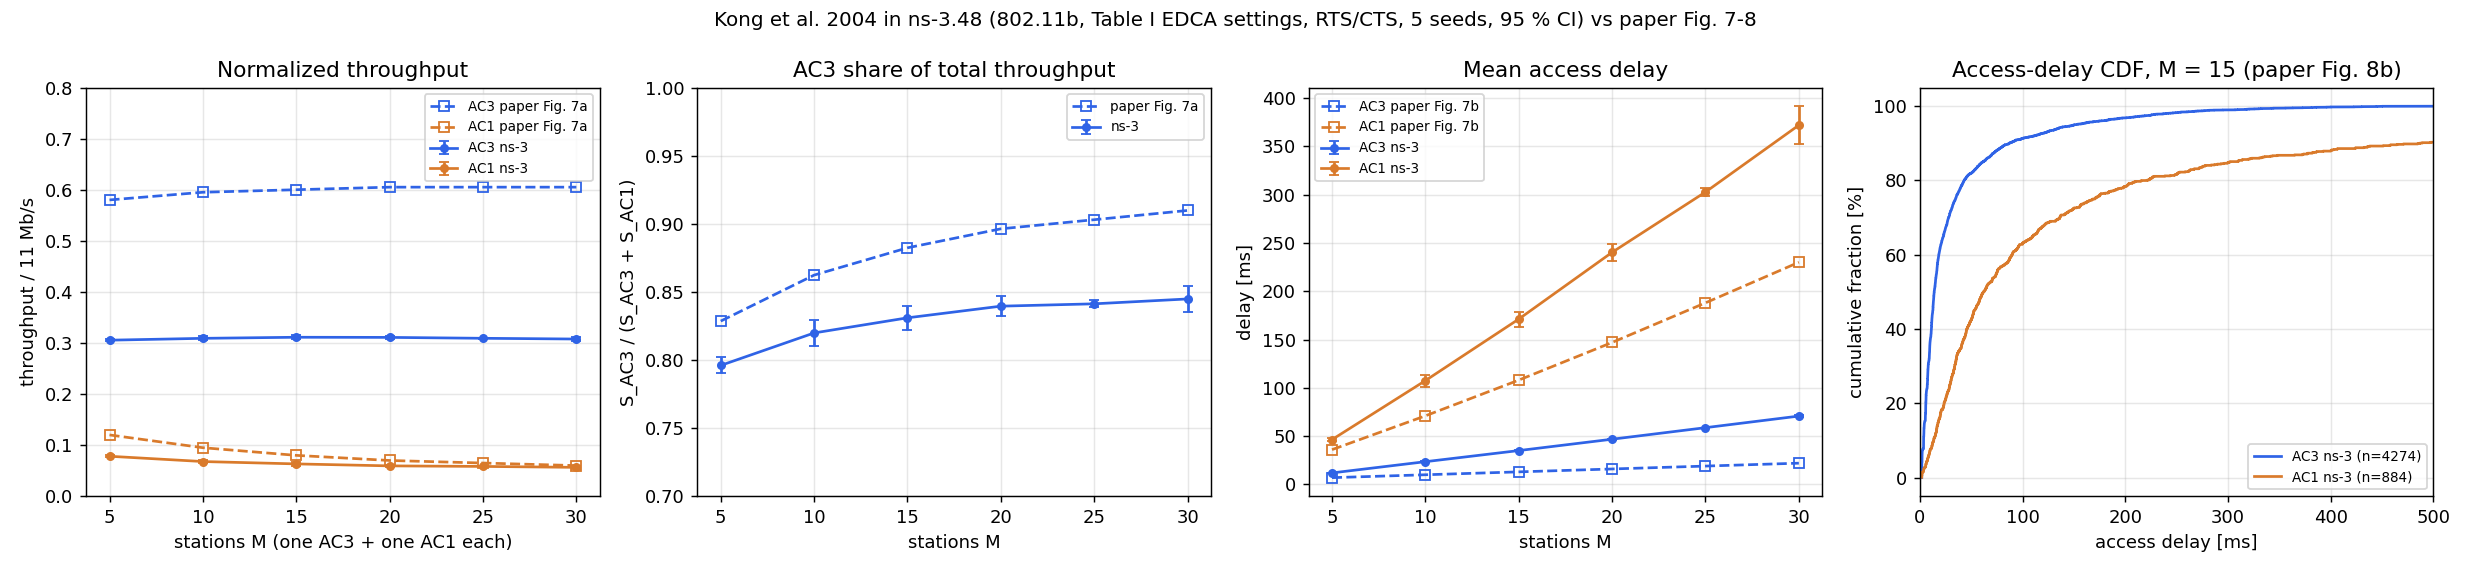 Kong et al. 2004 in ns-3.48 (802.11b, Table I EDCA settings, RTS/CTS, 5 seeds, 95 % CI) vs paper Fig. 7-8
Normalized throughput
throughput / 11 Mb/s
0.8
0.7
0.6
0.5
0.4
0.3
0.2
0.1
0.0
AC3 paper Fig. 7a
AC1 paper Fig. 7a
AC3 ns-3
AC1 ns-3
5 10 15 20 25 30
stations M (one AC3 + one AC1 each)
AC3 share of total throughput
S_AC3 / (S_AC3 + S_AC1)
1.00
0.95
0.90
0.85
0.80
0.75
0.70
paper Fig. 7a
ns-3
5 10 15 20 25 30
stations M
Mean access delay
delay [ms]
400
350
300
250
200
150
100
50
0
AC3 paper Fig. 7b
AC1 paper Fig. 7b
AC3 ns-3
AC1 ns-3
5 10 15 20 25 30
stations M
Access-delay CDF, M = 15 (paper Fig. 8b)
cumulative fraction [%]
100
80
60
40
20
0
AC3 ns-3 (n=4274)
AC1 ns-3 (n=884)
0 100 200 300 400 500
access delay [ms]